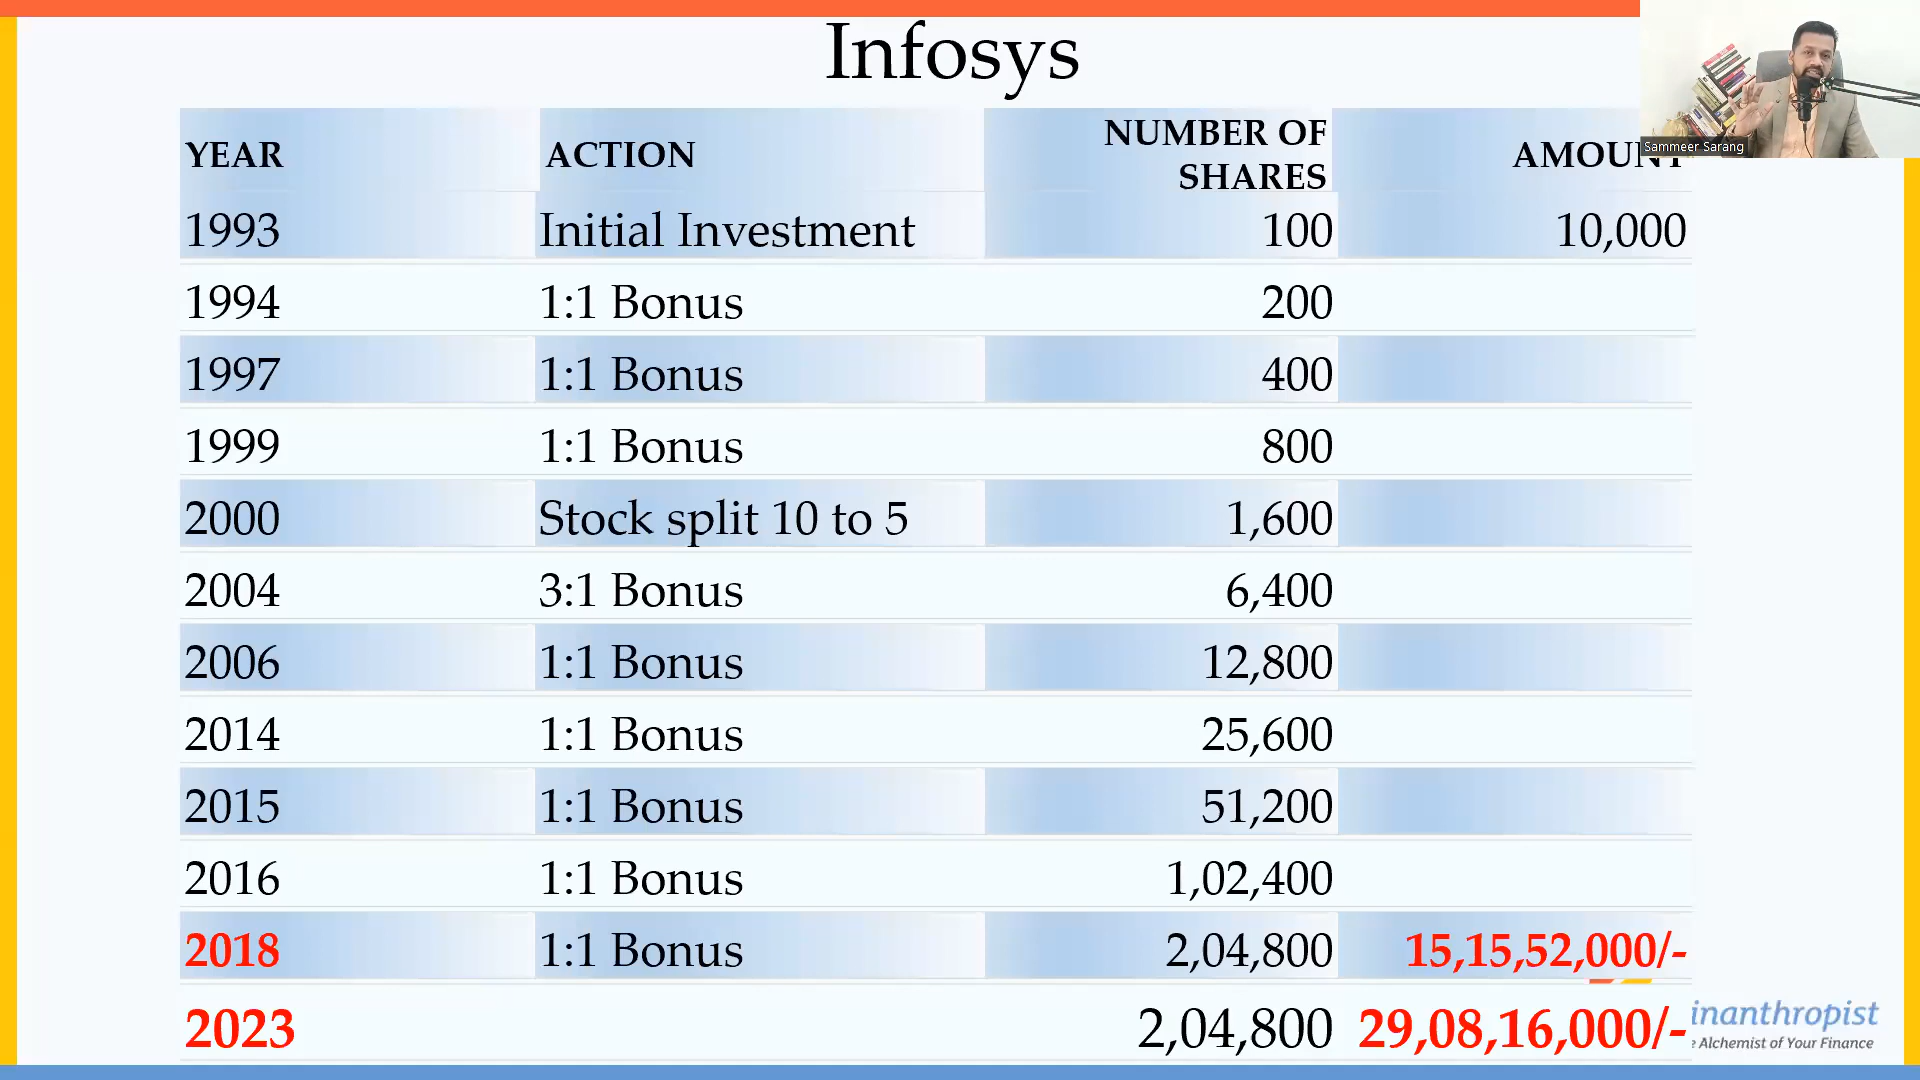 Infosys
YEAR ACTION NUMBER OF SHARES AMOUNT
1993 Initial Investment 100 10,000
1994 1:1 Bonus 200
1997 1:1 Bonus 400
1999 1:1 Bonus 800
2000 Stock split 10 to 5 1,600
2004 3:1 Bonus 6,400
2006 1:1 Bonus 12,800
2014 1:1 Bonus 25,600
2015 1:1 Bonus 51,200
2016 1:1 Bonus 1,02,400
2018 1:1 Bonus 2,04,800 15,15,52,000/-
2023 2,04,800 29,08,16,000/-
Sammeer Sarang
inanthropist
Alchemist of Your Finance